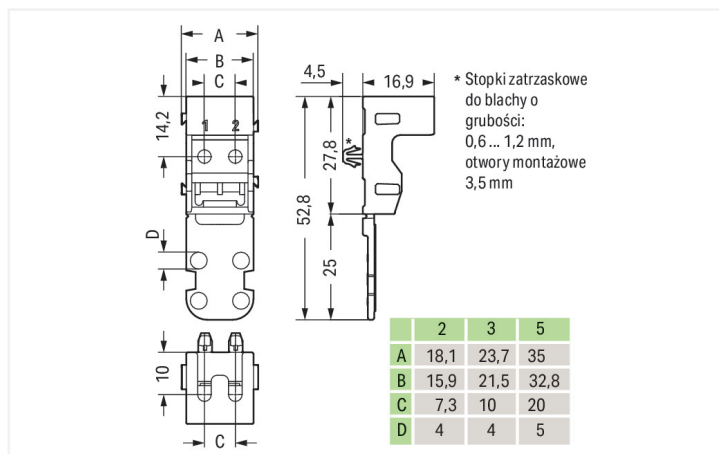 A
B
C
14,2
1 2
D
4,5
16,9
*
27,8
52,8
25
* Stopki zatrzaskowe
do blachy o
grubości:
0,6 ... 1,2 mm,
otwory montażowe
3,5 mm
10
C
2 3 5
A 18,1 23,7 35
B 15,9 21,5 32,8
C 7,3 10 20
D 4 4 5